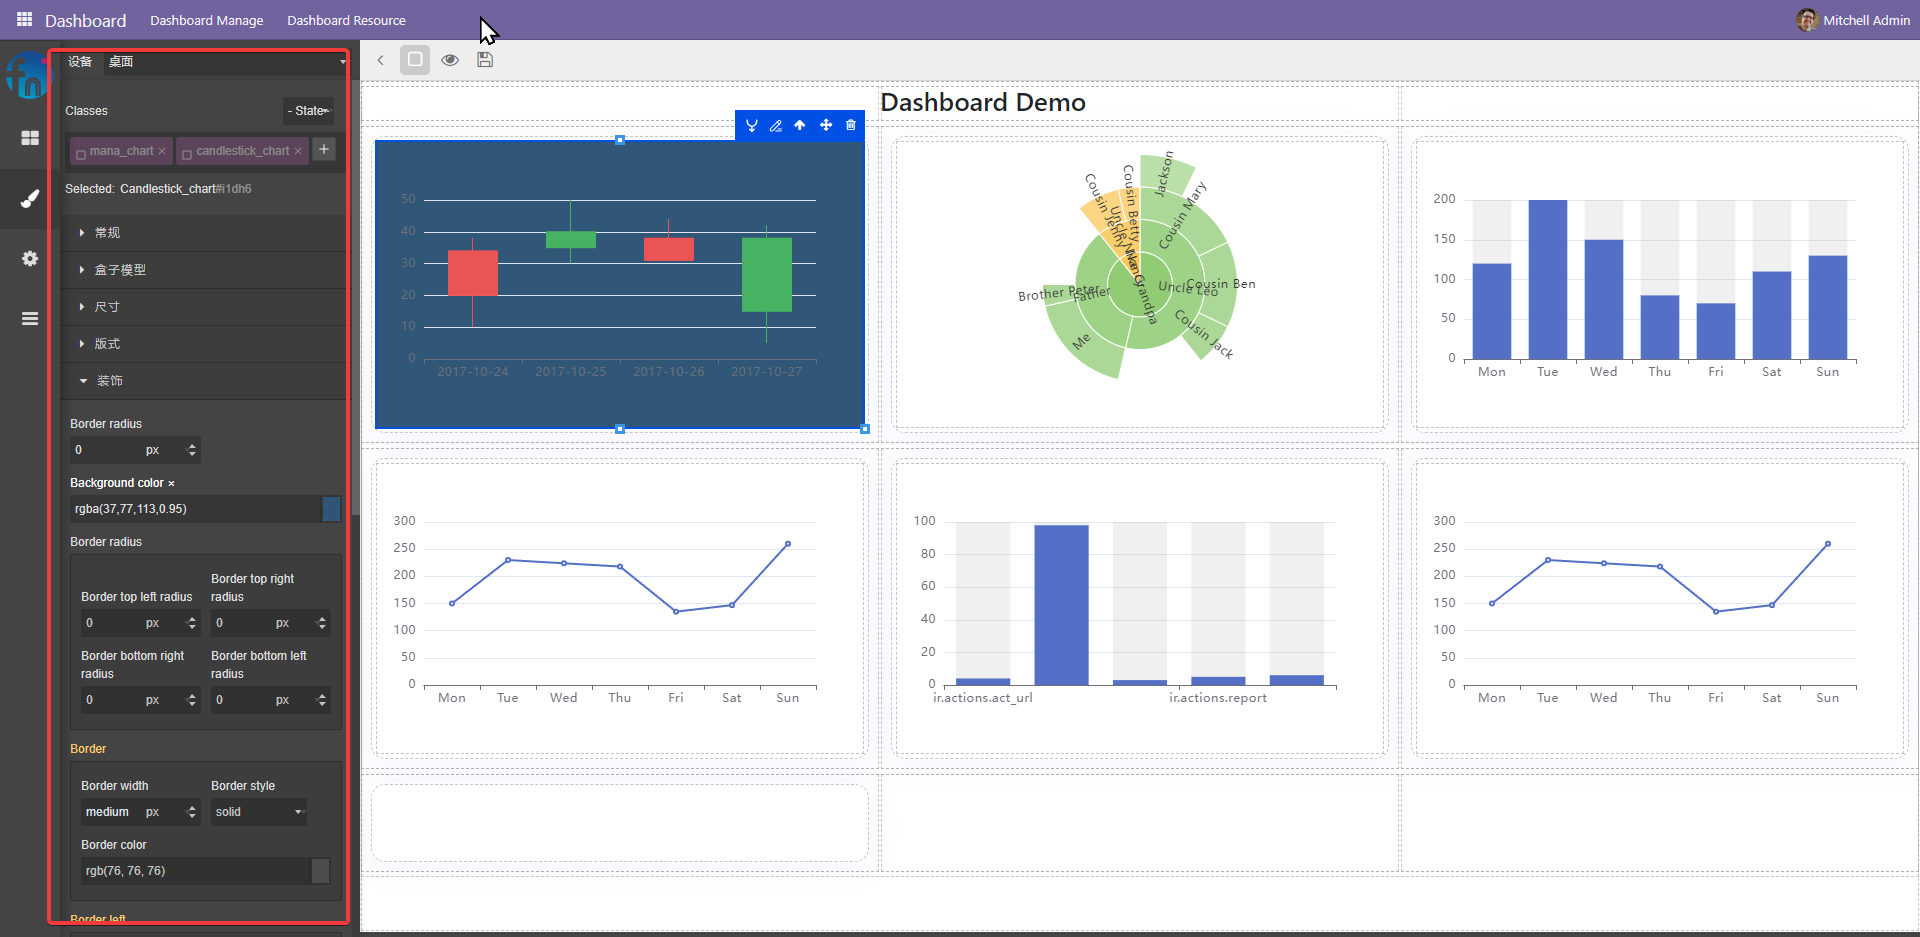 Dashboard
Dashboard Manage
Dashboard Resource
Mitchell Admin
fn
设备
桌面
Classes
- State-
mana_chart ×
candlestick_chart ×
+
Selected: Candlestick_chart#i1dh6
常规
盒子模型
尺寸
版式
装饰
Border radius
0 px
Background color ×
rgba(37,77,113,0.95)
Border radius
Border top left radius
Border top right
radius
0 px
0 px
Border bottom right
radius
Border bottom left
radius
0 px
0 px
Border
Border width
Border style
medium px
solid
Border color
rgb(76, 76, 76)
Border left
Dashboard Demo
50
40
30
20
10
0
2017-10-24 2017-10-25 2017-10-26 2017-10-27
Jackson
Cousin Mary
Cousin Betty
Cousin Jenny
Uncle Nike
Nancy
Grandpa
Uncle Leo
Cousin Ben
Cousin Jack
Brother Peter
Father
Me
200
150
100
50
0
Mon Tue Wed Thu Fri Sat Sun
300
250
200
150
100
50
0
Mon Tue Wed Thu Fri Sat Sun
100
80
60
40
20
0
ir.actions.act_url ir.actions.report
300
250
200
150
100
50
0
Mon Tue Wed Thu Fri Sat Sun